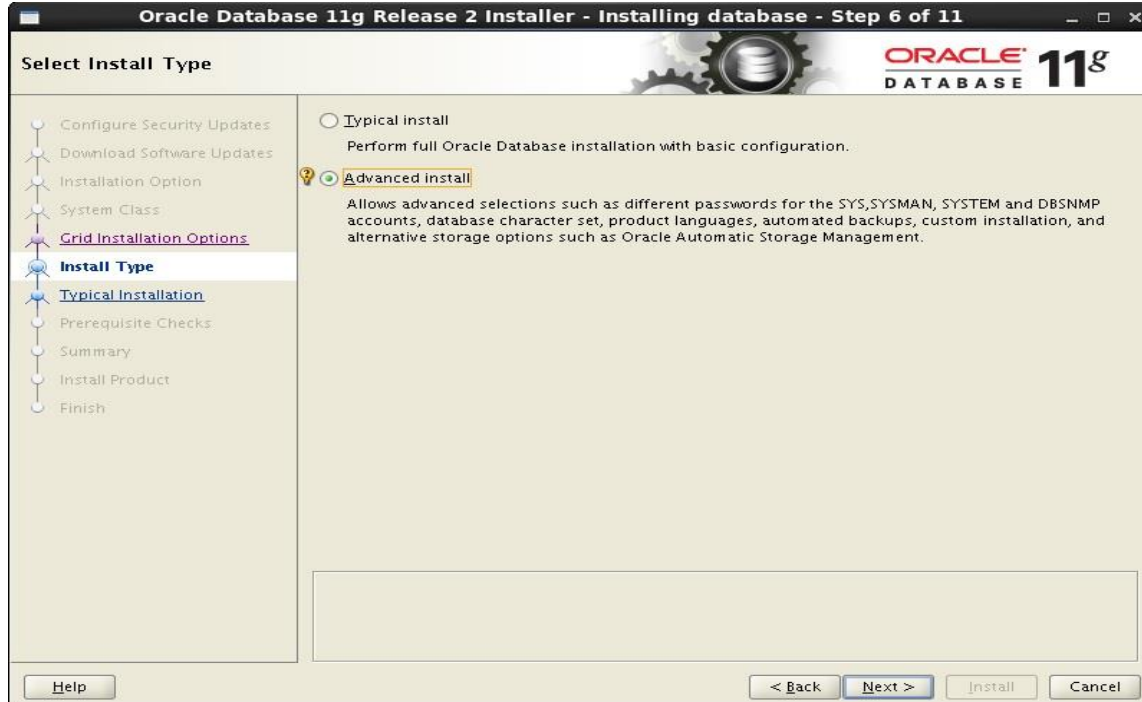 Oracle Database 11g Release 2 Installer - Installing database - Step 6 of 11
Select Install Type
ORACLE
DATABASE
11g
Configure Security Updates
Download Software Updates
Installation Option
System Class
Grid Installation Options
Install Type
Typical Installation
Prerequisite Checks
Summary
Install Product
Finish
Typical install
Perform full Oracle Database installation with basic configuration.
Advanced install
Allows advanced selections such as different passwords for the SYS,SYSMAN, SYSTEM and DBSNMP
accounts, database character set, product languages, automated backups, custom installation, and
alternative storage options such as Oracle Automatic Storage Management.
Help
< Back
Next >
Install
Cancel